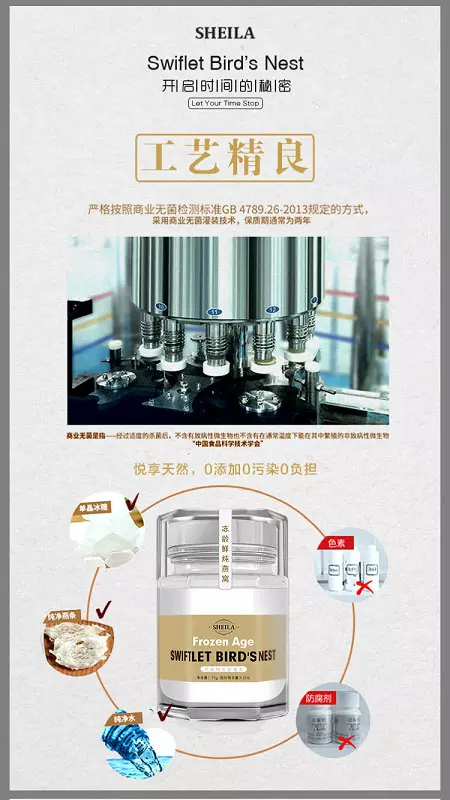 SHEILA
Swiflet Bird's Nest
开启时间的秘密
Let Your Time Stop
工艺精良
严格按照商业无菌检测标准GB 4789.26-2013规定的方式，
采用商业无菌灌装技术，保质期通常为两年
11
12
商业无菌是指——经过适度的杀菌后，不含有致病性微生物也不含有在通常温度下能在其中繁殖的非致病性微生物
“中国食品科学技术学会”
悦享天然，0添加0污染0负担
单晶冰糖
冻龄鲜炖燕窝
色素
纯净燕条
SHEILA
Frozen Age
SWIFTLET BIRD'S NEST
防腐剂
纯净水